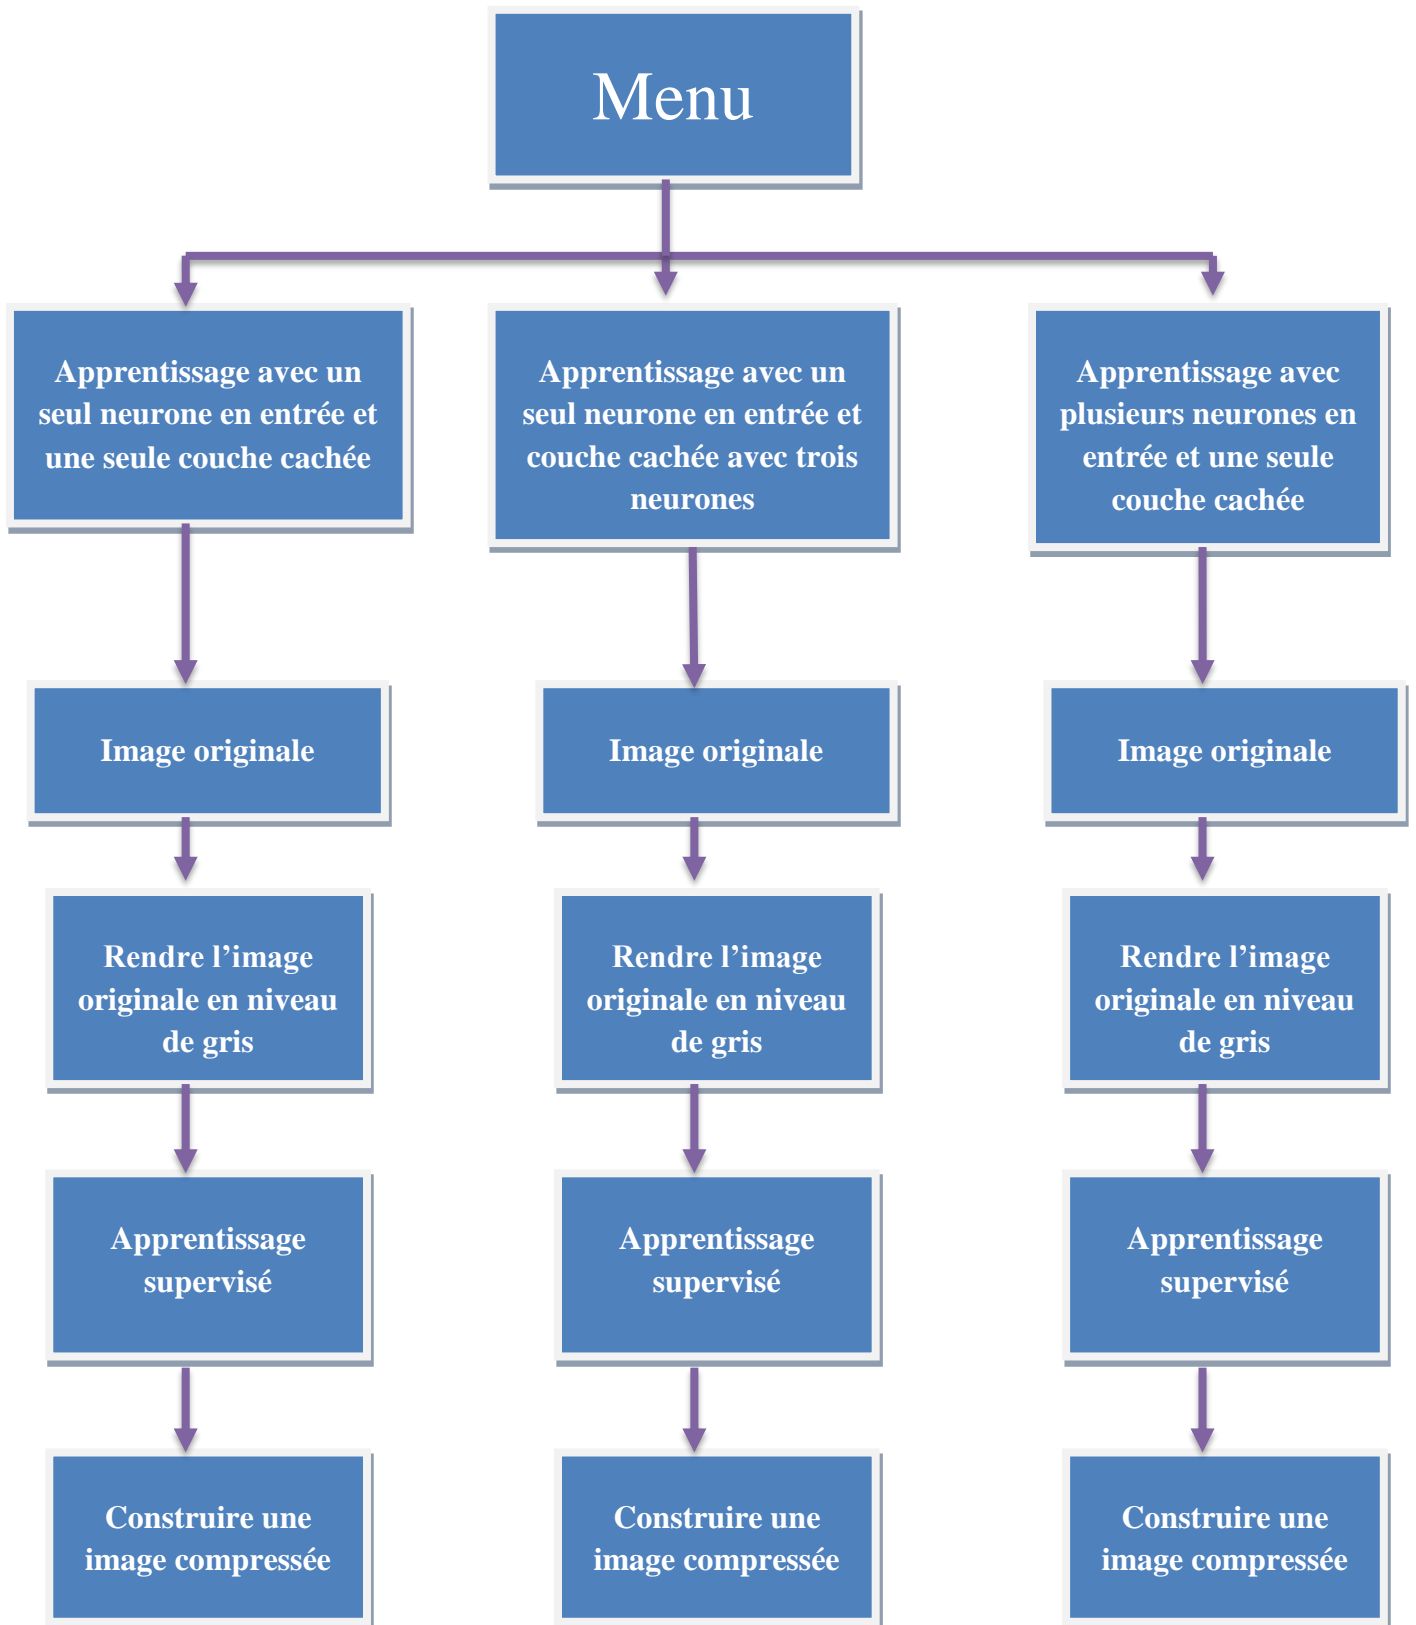 Menu
Apprentissage avec un
seul neurone en entrée et
une seule couche cachée
Apprentissage avec un
seul neurone en entrée et
couche cachée avec trois
neurones
Apprentissage avec
plusieurs neurones en
entrée et une seule
couche cachée
Image originale
Image originale
Image originale
Rendre l’image
originale en niveau
de gris
Rendre l’image
originale en niveau
de gris
Rendre l’image
originale en niveau
de gris
Apprentissage
supervisé
Apprentissage
supervisé
Apprentissage
supervisé
Construire une
image compressée
Construire une
image compressée
Construire une
image compressée